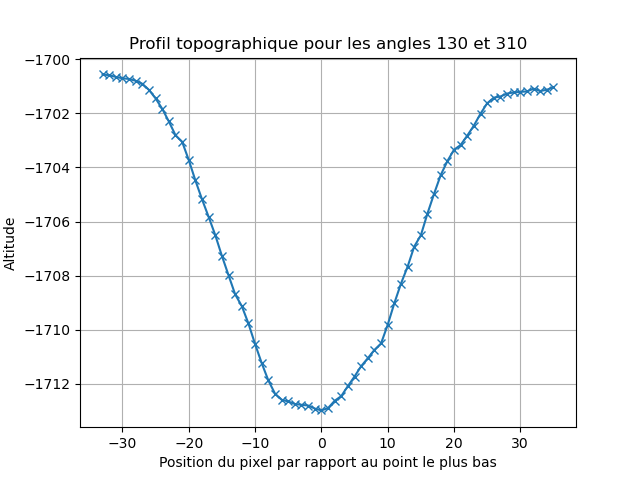 Profil topographique pour les angles 130 et 310
−1700
−1702
−1704
−1706
−1708
−1710
−1712
Altitude
−30 −20 −10 0 10 20 30
Position du pixel par rapport au point le plus bas